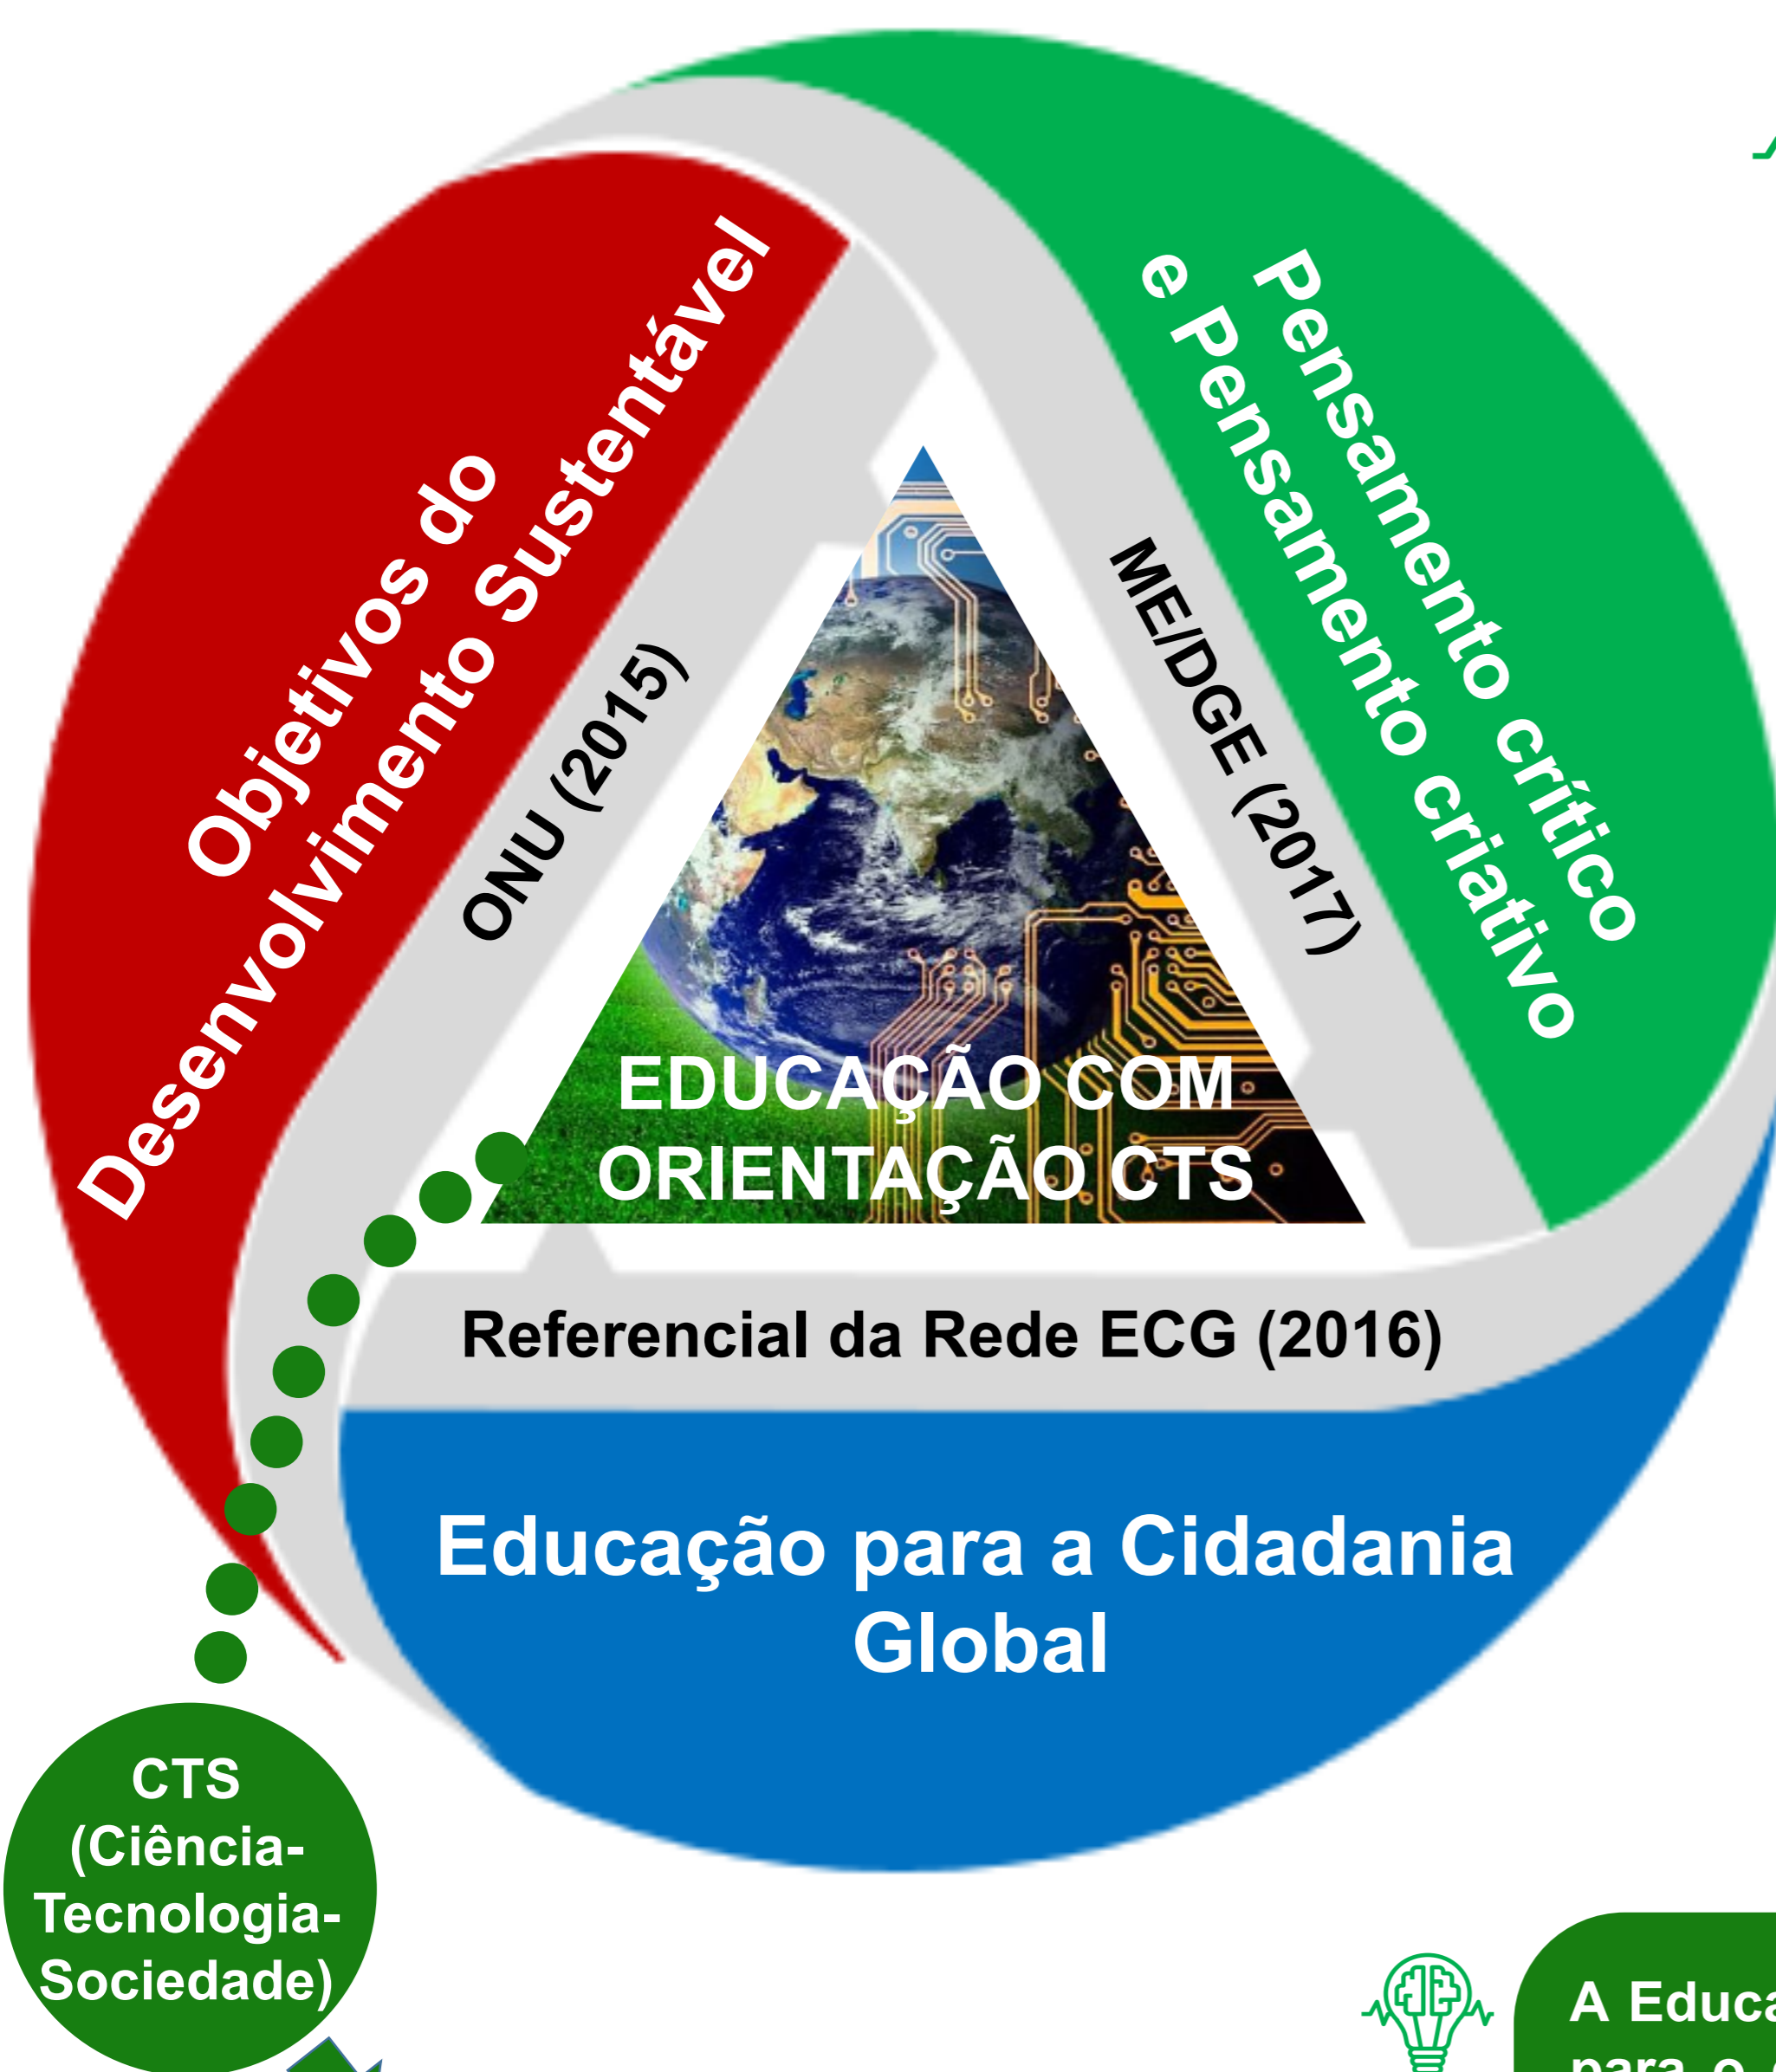 Objetivos do
Desenvolvimento Sustentável
ONU (2015)
Pensamento crítico
e Pensamento criativo
ME/DGE (2017)
EDUCAÇÃO COM
ORIENTAÇÃO CTS
Referencial da Rede ECG (2016)
Educação para a Cidadania
Global
CTS
(Ciência-
Tecnologia-
Sociedade)
A
para o